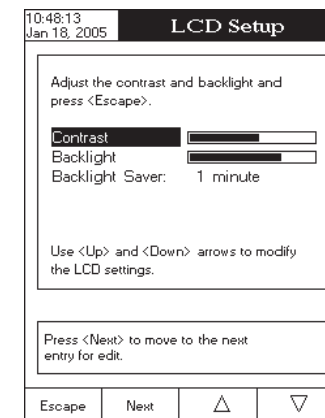 10:48:13
Jan 18, 2005
LCD Setup
Adjust the contrast and backlight and
press <Escape>.
Contrast
Backlight
Backlight Saver: 1 minute
Use <Up> and <Down> arrows to modify
the LCD settings.
Press <Next> to move to the next
entry for edit.
Escape Next △ ▽